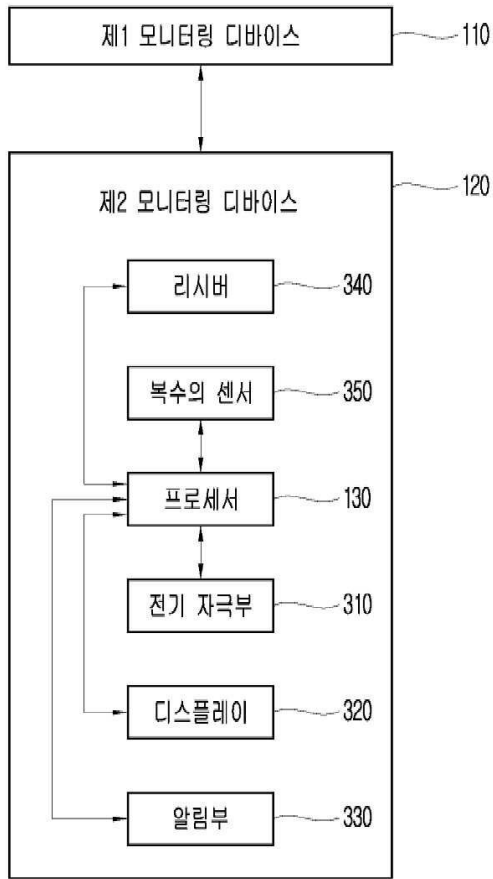 제1 모니터링 디바이스 110
제2 모니터링 디바이스 120
리시버 340
복수의 센서 350
프로세서 130
전기 자극부 310
디스플레이 320
알림부 330